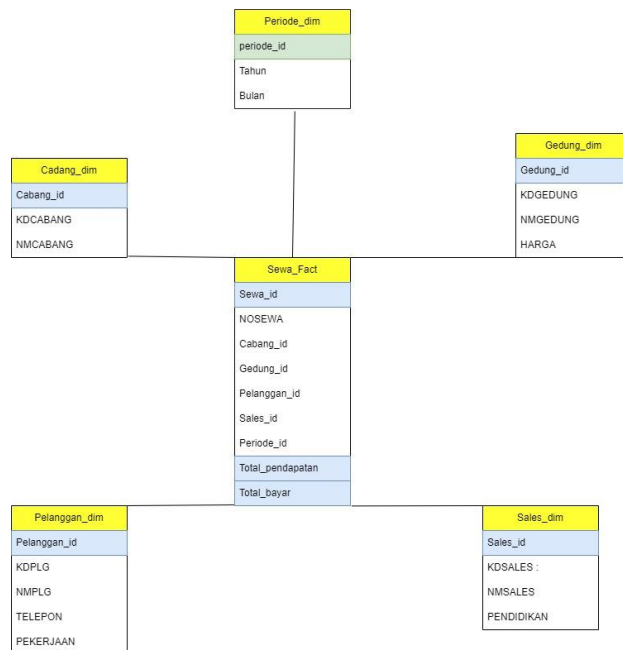 Periode_dim
periode_id
Tahun
Bulan
Cadang_dim
Cabang_id
KDCABANG
NMCABANG
Gedung_dim
Gedung_id
KDGEDUNG
NMGEDUNG
HARGA
Sewa_Fact
Sewa_id
NOSEWA
Cabang_id
Gedung_id
Pelanggan_id
Sales_id
Periode_id
Total_pendapatan
Total_bayar
Pelanggan_dim
Pelanggan_id
KDPLG
NMPLG
TELEPON
PEKERJAAN
Sales_dim
Sales_id
KDSALES :
NMSALES
PENDIDIKAN